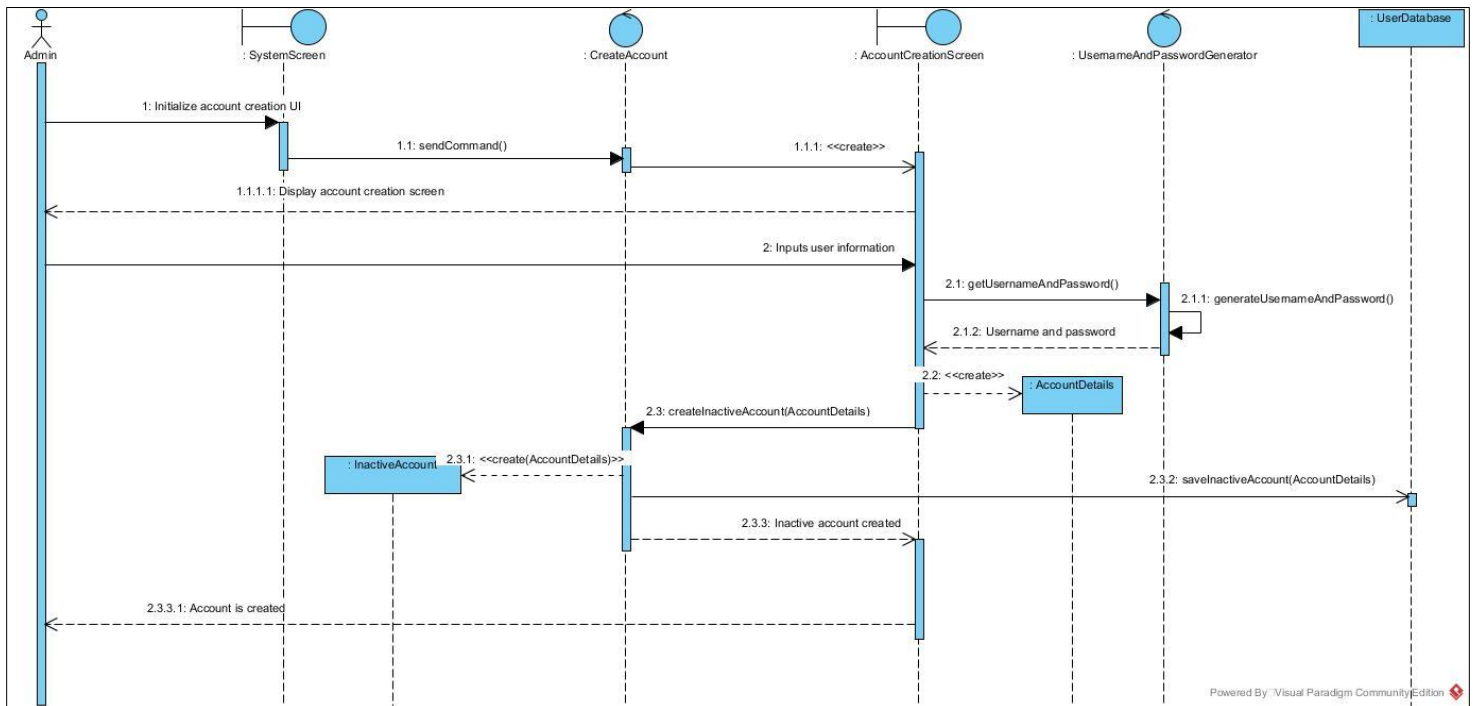 Admin
: SystemScreen
: CreateAccount
: AccountCreationScreen
: UsernameAndPasswordGenerator
: UserDatabase
1: Initialize account creation UI
1.1: sendCommand()
1.1.1: <<create>>
1.1.1.1: Display account creation screen
2: Inputs user information
2.1: getUsernameAndPassword()
2.1.1: generateUsernameAndPassword()
2.1.2: Username and password
2.2: <<create>>
: AccountDetails
2.3: createInactiveAccount(AccountDetails)
: InactiveAccount
2.3.1: <<create(AccountDetails)>>
2.3.2: saveInactiveAccount(AccountDetails)
2.3.3: Inactive account created
2.3.3.1: Account is created
Powered By Visual Paradigm Community Edition